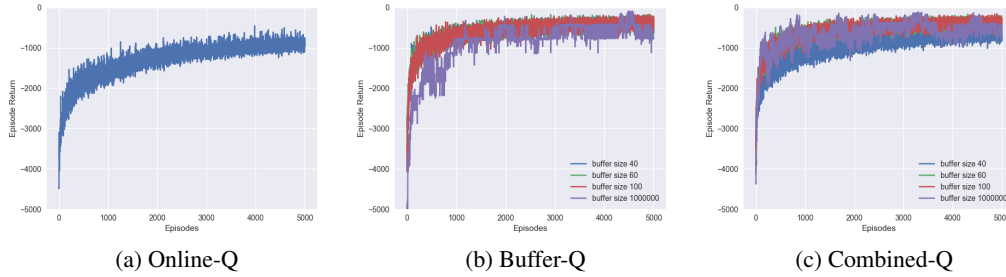 0
-1000
-2000
-3000
-4000
-5000
Episode Return
0
1000
2000
3000
4000
5000
Episodes
(a) Online-Q
0
-1000
-2000
-3000
-4000
-5000
Episode Return
buffer size 40
buffer size 60
buffer size 100
buffer size 1000000
0
1000
2000
3000
4000
5000
Episodes
(b) Buffer-Q
0
-1000
-2000
-3000
-4000
-5000
Episode Return
buffer size 40
buffer size 60
buffer size 100
buffer size 1000000
0
1000
2000
3000
4000
5000
Episodes
(c) Combined-Q